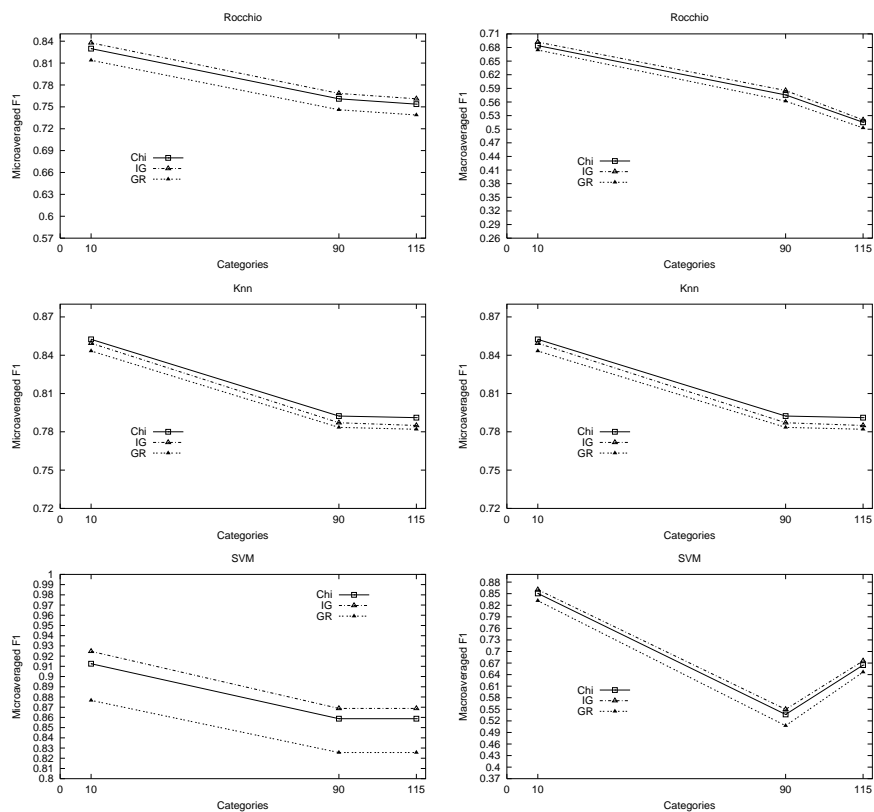 Rocchio
0.84
0.81
0.78
0.75
0.72
0.69
0.66
0.63
0.6
0.57
Microaveraged F1
Chi
IG
GR
0 10 90 115
Categories
Rocchio
0.71
0.68
0.65
0.62
0.59
0.56
0.53
0.5
0.47
0.44
0.41
0.38
0.35
0.32
0.29
0.26
Macroaveraged F1
Chi
IG
GR
0 10 90 115
Categories
Knn
0.87
0.84
0.81
0.78
0.75
0.72
Microaveraged F1
Chi
IG
GR
0 10 90 115
Categories
Knn
0.87
0.84
0.81
0.78
0.75
0.72
Macroaveraged F1
Chi
IG
GR
0 10 90 115
Categories
SVM
1
0.99
0.98
0.97
0.96
0.95
0.94
0.93
0.92
0.91
0.9
0.89
0.88
0.87
0.86
0.85
0.84
0.83
0.82
0.81
0.8
Microaveraged F1
Chi
IG
GR
0 10 90 115
Categories
SVM
0.88
0.85
0.82
0.79
0.76
0.73
0.7
0.67
0.64
0.61
0.58
0.55
0.52
0.49
0.46
0.43
0.4
0.37
Macroaveraged F1
Chi
IG
GR
0 10 90 115
Categories